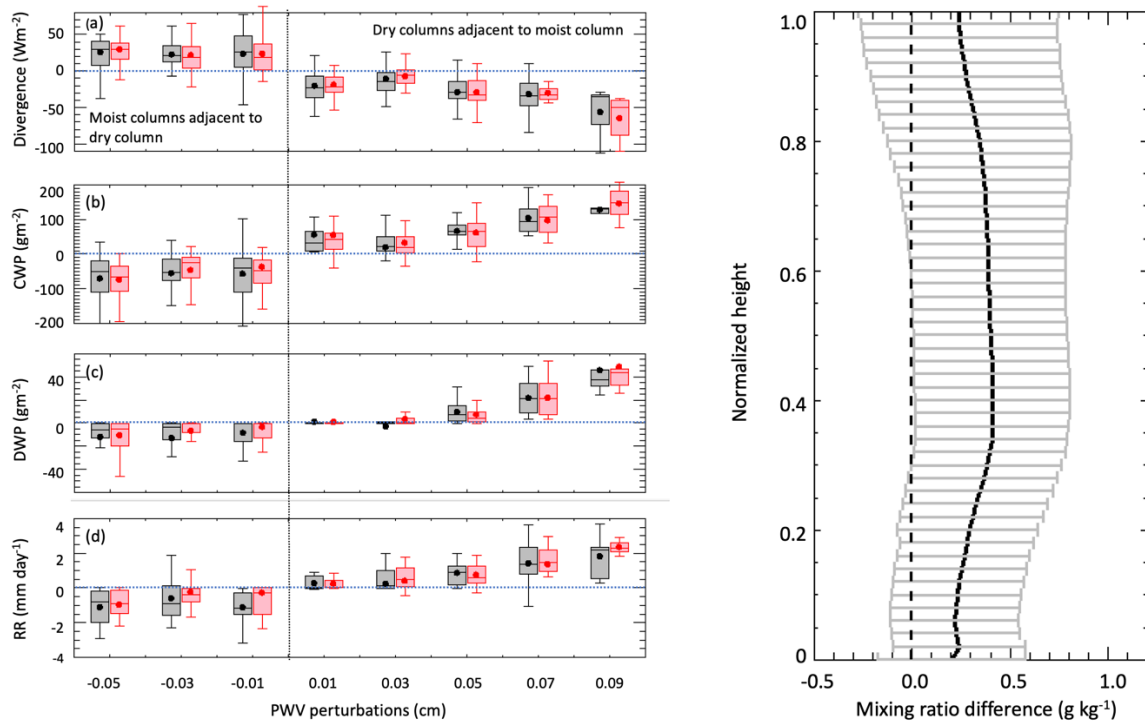 (a)
Dry columns adjacent to moist column
Moist columns adjacent to
dry column
Divergence (Wm⁻²)
50
0
-50
-100
(b)
CWP (gm⁻²)
200
100
0
-100
-200
(c)
DWP (gm⁻²)
40
0
-40
(d)
RR (mm day⁻¹)
4
2
0
-2
-4
-0.05 -0.03 -0.01 0.01 0.03 0.05 0.07 0.09
PWV perturbations (cm)
Normalized height
1.0
0.8
0.6
0.4
0.2
0
-0.5 0.0 0.5 1.0
Mixing ratio difference (g kg⁻¹)